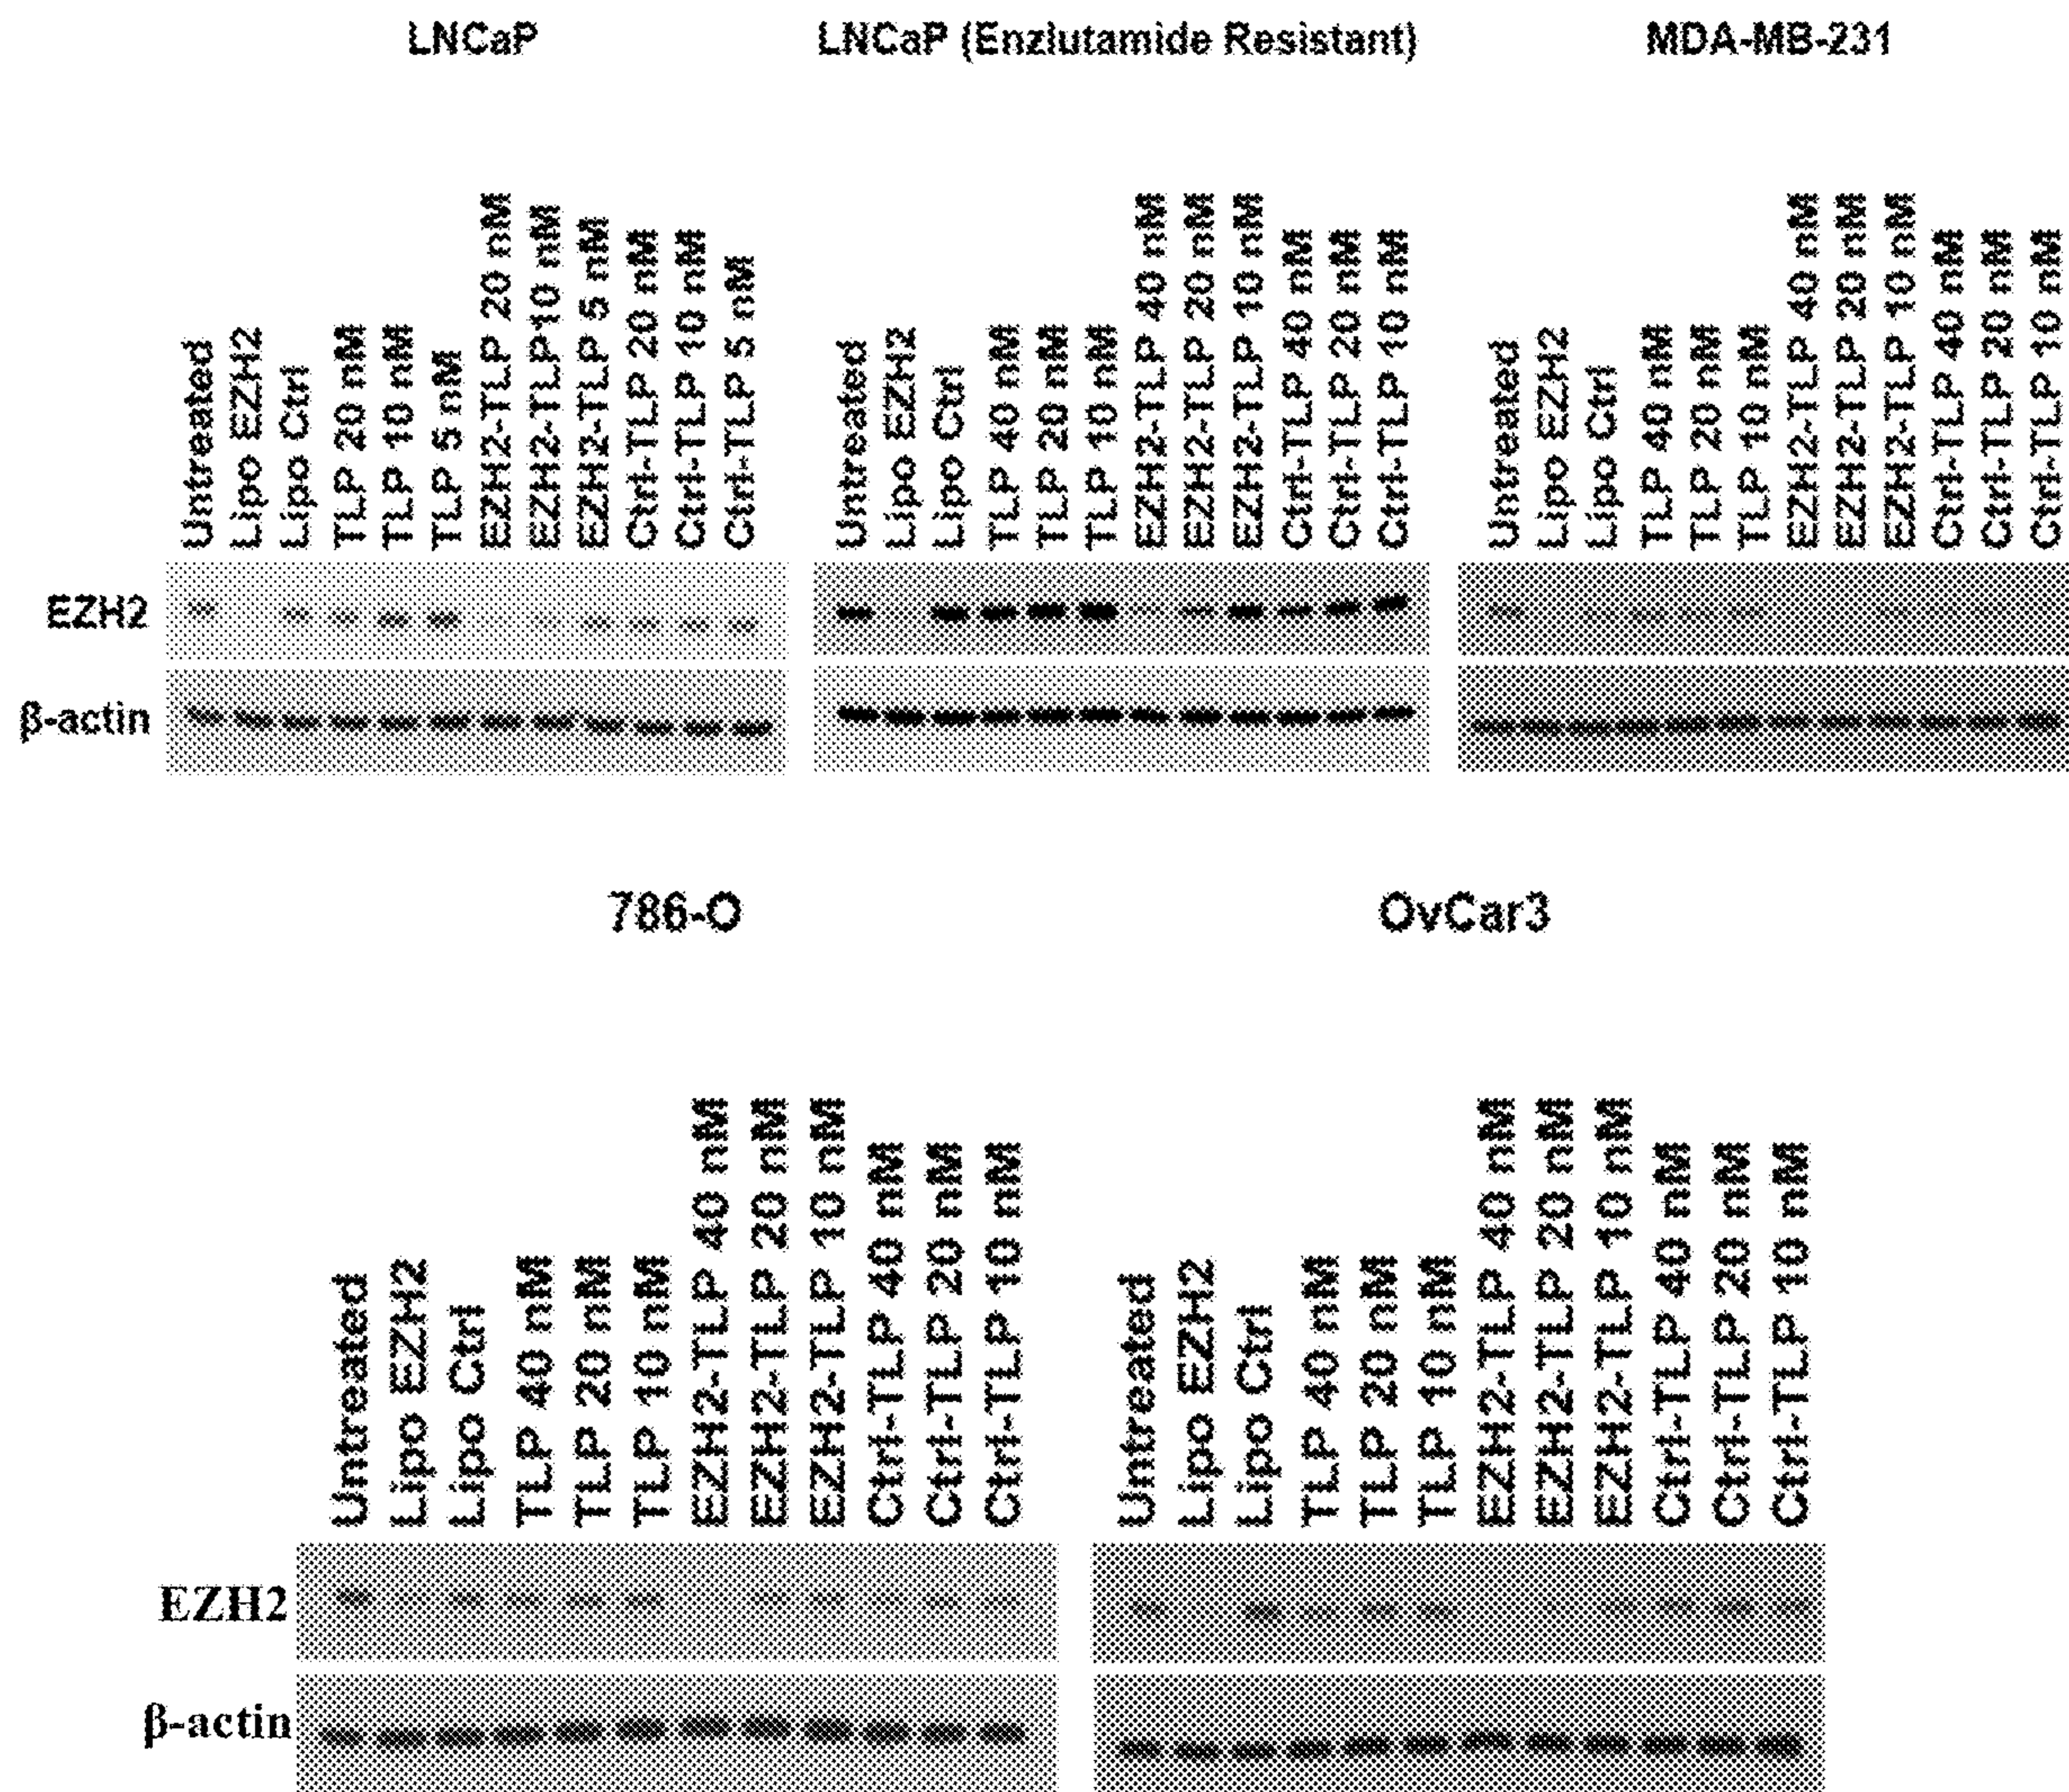 LNCaP
LNCaP (Enzlutamide Resistant)
MDA-MB-231
Untreated
Lipo EZH2
Lipo Ctrl
TLP 20 nM
TLP 10 nM
TLP 5 nM
EZH2-TLP 20 nM
EZH2-TLP10 nM
EZH2-TLP 5 nM
Ctrl-TLP 20 nM
Ctrl-TLP 10 nM
Ctrl-TLP 5 nM
Untreated
Lipo EZH2
Lipo Ctrl
TLP 40 nM
TLP 20 nM
TLP 10 nM
EZH2-TLP 40 nM
EZH2-TLP 20 nM
EZH2-TLP 10 nM
Ctrl-TLP 40 nM
Ctrl-TLP 20 nM
Ctrl-TLP 10 nM
Untreated
Lipo EZH2
Lipo Ctrl
TLP 40 nM
TLP 20 nM
TLP 10 nM
EZH2-TLP 40 nM
EZH2-TLP 20 nM
EZH2-TLP 10 nM
Ctrl-TLP 40 nM
Ctrl-TLP 20 nM
Ctrl-TLP 10 nM
EZH2
β-actin
786-O
OvCar3
Untreated
Lipo EZH2
Lipo Ctrl
TLP 40 nM
TLP 20 nM
TLP 10 nM
EZH2-TLP 40 nM
EZH2-TLP 20 nM
EZH2-TLP 10 nM
Ctrl-TLP 40 nM
Ctrl-TLP 20 nM
Ctrl-TLP 10 nM
Untreated
Lipo EZH2
Lipo Ctrl
TLP 40 nM
TLP 20 nM
TLP 10 nM
EZH2-TLP 40 nM
EZH2-TLP 20 nM
EZH2-TLP 10 nM
Ctrl-TLP 40 nM
Ctrl-TLP 20 nM
Ctrl-TLP 10 nM
EZH2
β-actin